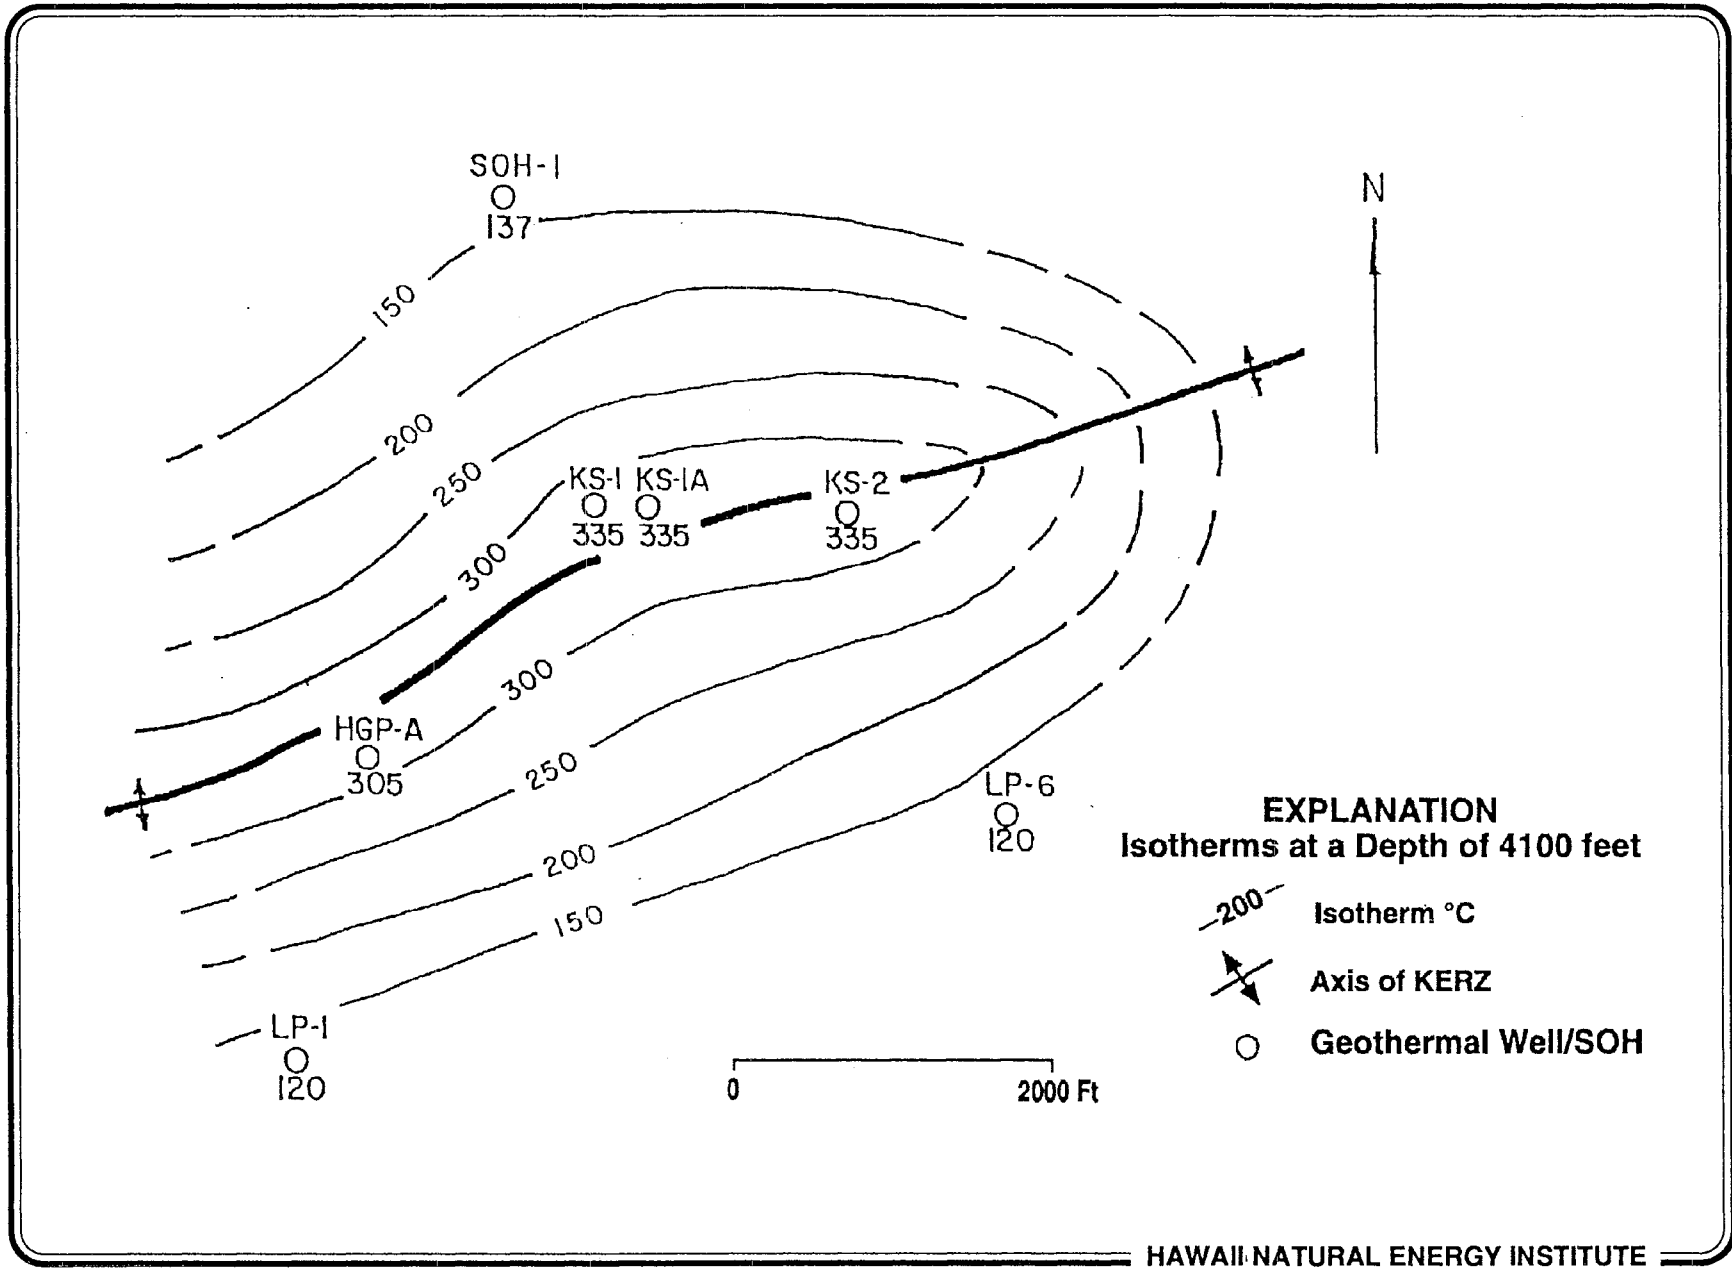 SOH-1
137
N
150
200
250
KS-1 KS-1A
KS-2
335 335
335
300
300
HGP-A
305
250
LP-6
120
200
150
LP-1
120
EXPLANATION
Isotherms at a Depth of 4100 feet
200
Isotherm °C
Axis of KERZ
Geothermal Well/SOH
0
2000 Ft
HAWAII NATURAL ENERGY INSTITUTE